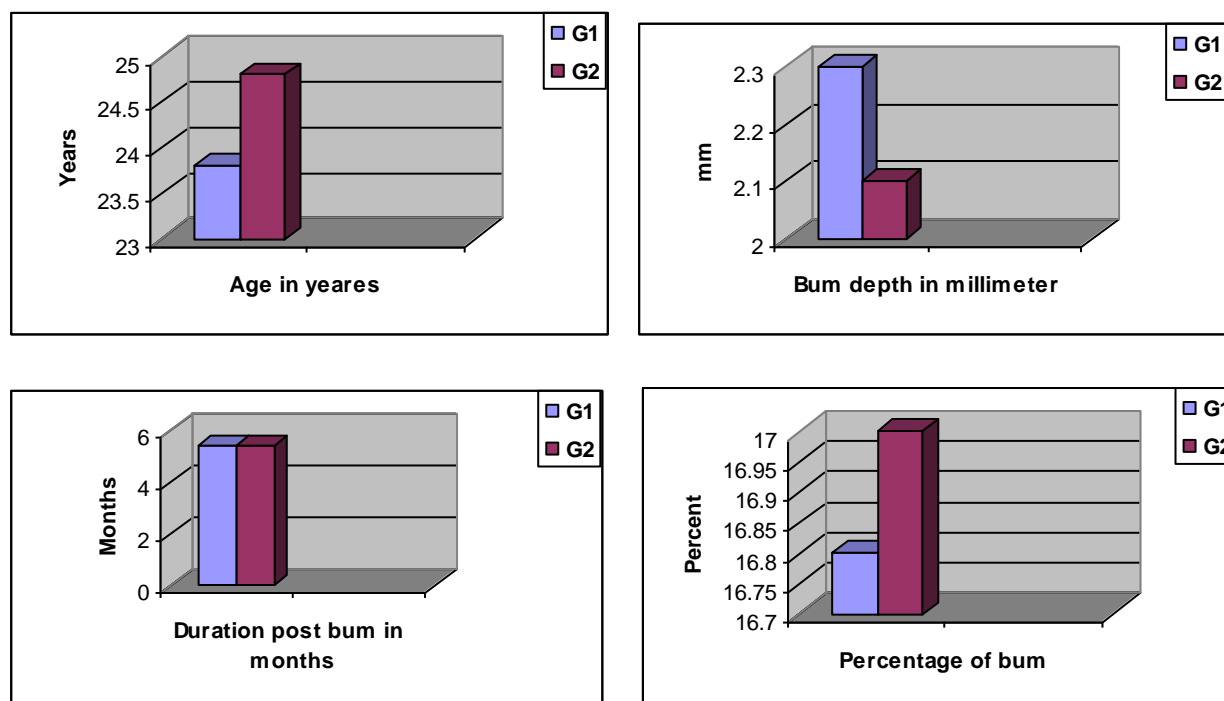 G1
G2
25
24.5
24
23.5
23
Years
Age in yeares
G1
G2
2.3
2.2
2.1
2
mm
Bum depth in millimeter
G1
G2
6
4
2
0
Months
Duration post bum in
months
G1
G2
17
16.95
16.9
16.85
16.8
16.75
16.7
Percent
Percentage of bum